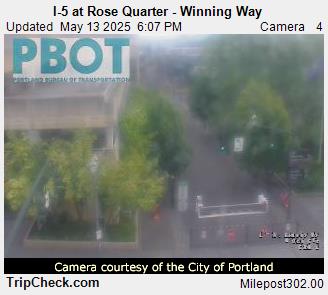 I-5 at Rose Quarter - Winning Way
Updated May 13 2025 6:07 PM Camera 4
PBOT
PORTLAND BUREAU OF TRANSPORTATION
Camera courtesy of the City of Portland
TripCheck.com Milepost302.00